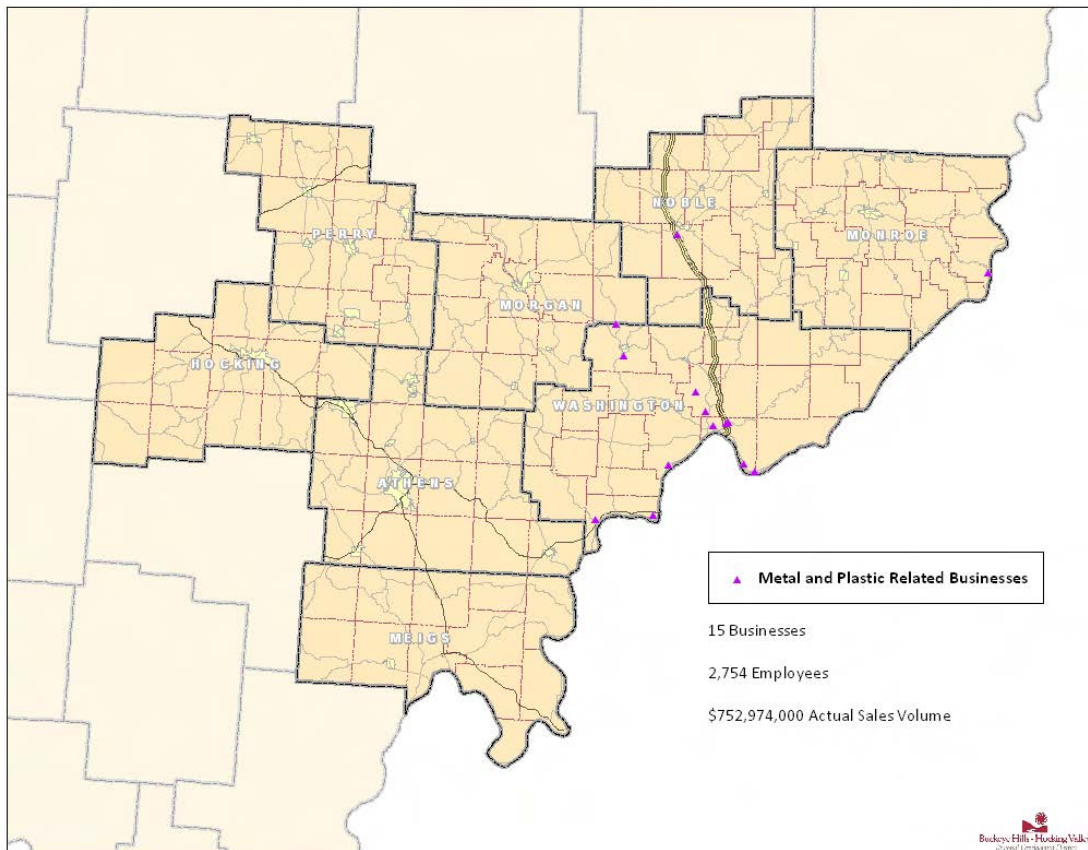 NOBLE
MONROE
PERRY
MORGAN
HOCKING
WASHINGTON
ATHENS
MEIGS
Metal and Plastic Related Businesses
15 Businesses
2,754 Employees
$752,974,000 Actual Sales Volume
Buckeye Hills - Hocking Valley